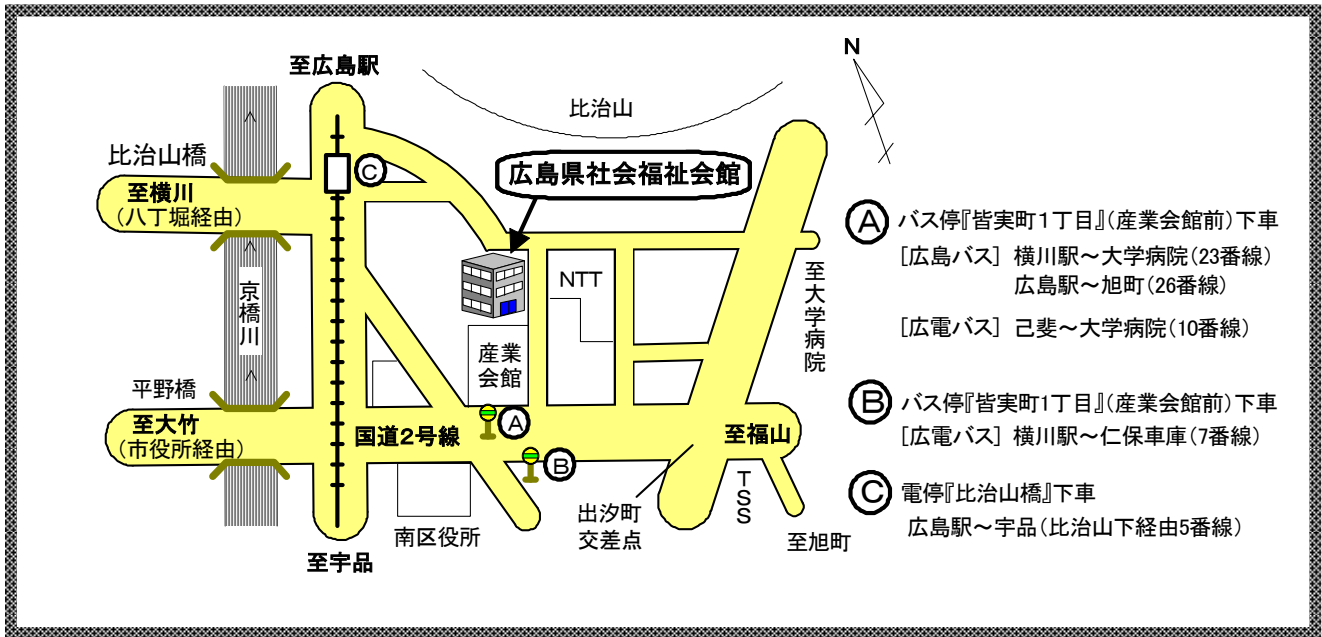 至広島駅
N
比治山
比治山橋
C
広島県社会福祉会館
至横川
(八丁堀経由)
京橋川
NTT
至大学病院
産業
会館
平野橋
至大竹
(市役所経由)
国道2号線
A
B
至福山
南区役所
出汐町
交差点
TSS
至旭町
至宇品
A バス停『皆実町1丁目』(産業会館前)下車
[広島バス] 横川駅～大学病院(23番線)
広島駅～旭町(26番線)
[広電バス] 己斐～大学病院(10番線)
B バス停『皆実町1丁目』(産業会館前)下車
[広電バス] 横川駅～仁保車庫(7番線)
C 電停『比治山橋』下車
広島駅～宇品(比治山下経由5番線)